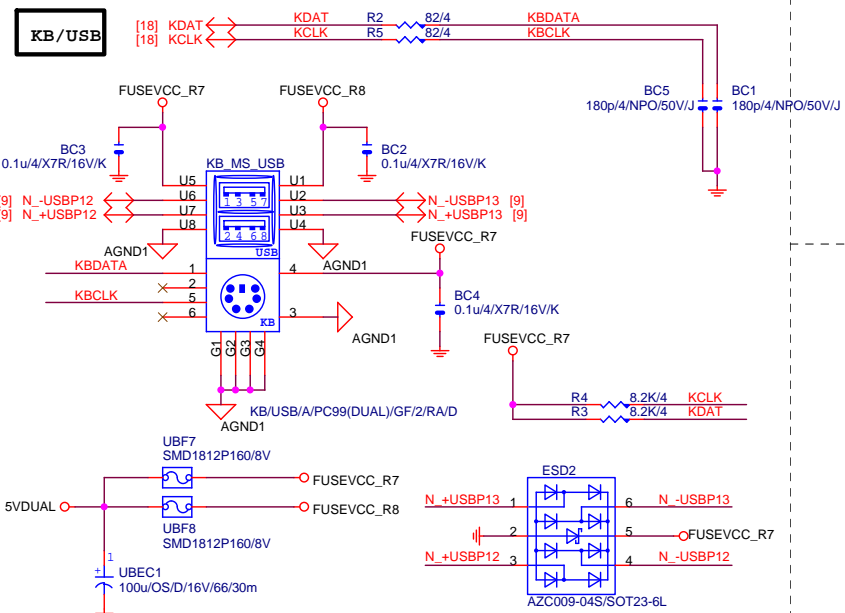 KB/USB
[18] KDAT KDAT R2 82/4 KBDATA
[18] KCLK KCLK R5 82/4 KBCLK
BC5 BC1
180p/4/NPO/50V/J 180p/4/NPO/50V/J
FUSEVCC_R7 FUSEVCC_R8
BC3 BC2
0.1u/4/X7R/16V/K 0.1u/4/X7R/16V/K
KB_MS_USB
U5 U1
9] N_-USBP12 U6 1 3 5 7 U2 N_-USBP13 [9]
9] N_+USBP12 U7 U3 N_+USBP13 [9]
U8 2 4 6 8 U4
USB
AGND1 AGND1
FUSEVCC_R7
KBDATA 1 4
2
KBCLK 5
6 KB 3
BC4
0.1u/4/X7R/16V/K
AGND1
G1 G2 G3 G4
AGND1
KB/USB/A/PC99(DUAL)/GF/2/RA/D
FUSEVCC_R7
R4 8.2K/4 KCLK
R3 8.2K/4 KDAT
UBF7
SMD1812P160/8V
FUSEVCC_R7
5VDUAL
FUSEVCC_R8
UBF8
SMD1812P160/8V
1
+
UBEC1
100u/OS/D/16V/66/30m
ESD2
N_+USBP13 1 6 N_-USBP13
2 5 FUSEVCC_R7
N_+USBP12 3 4 N_-USBP12
AZC009-04S/SOT23-6L